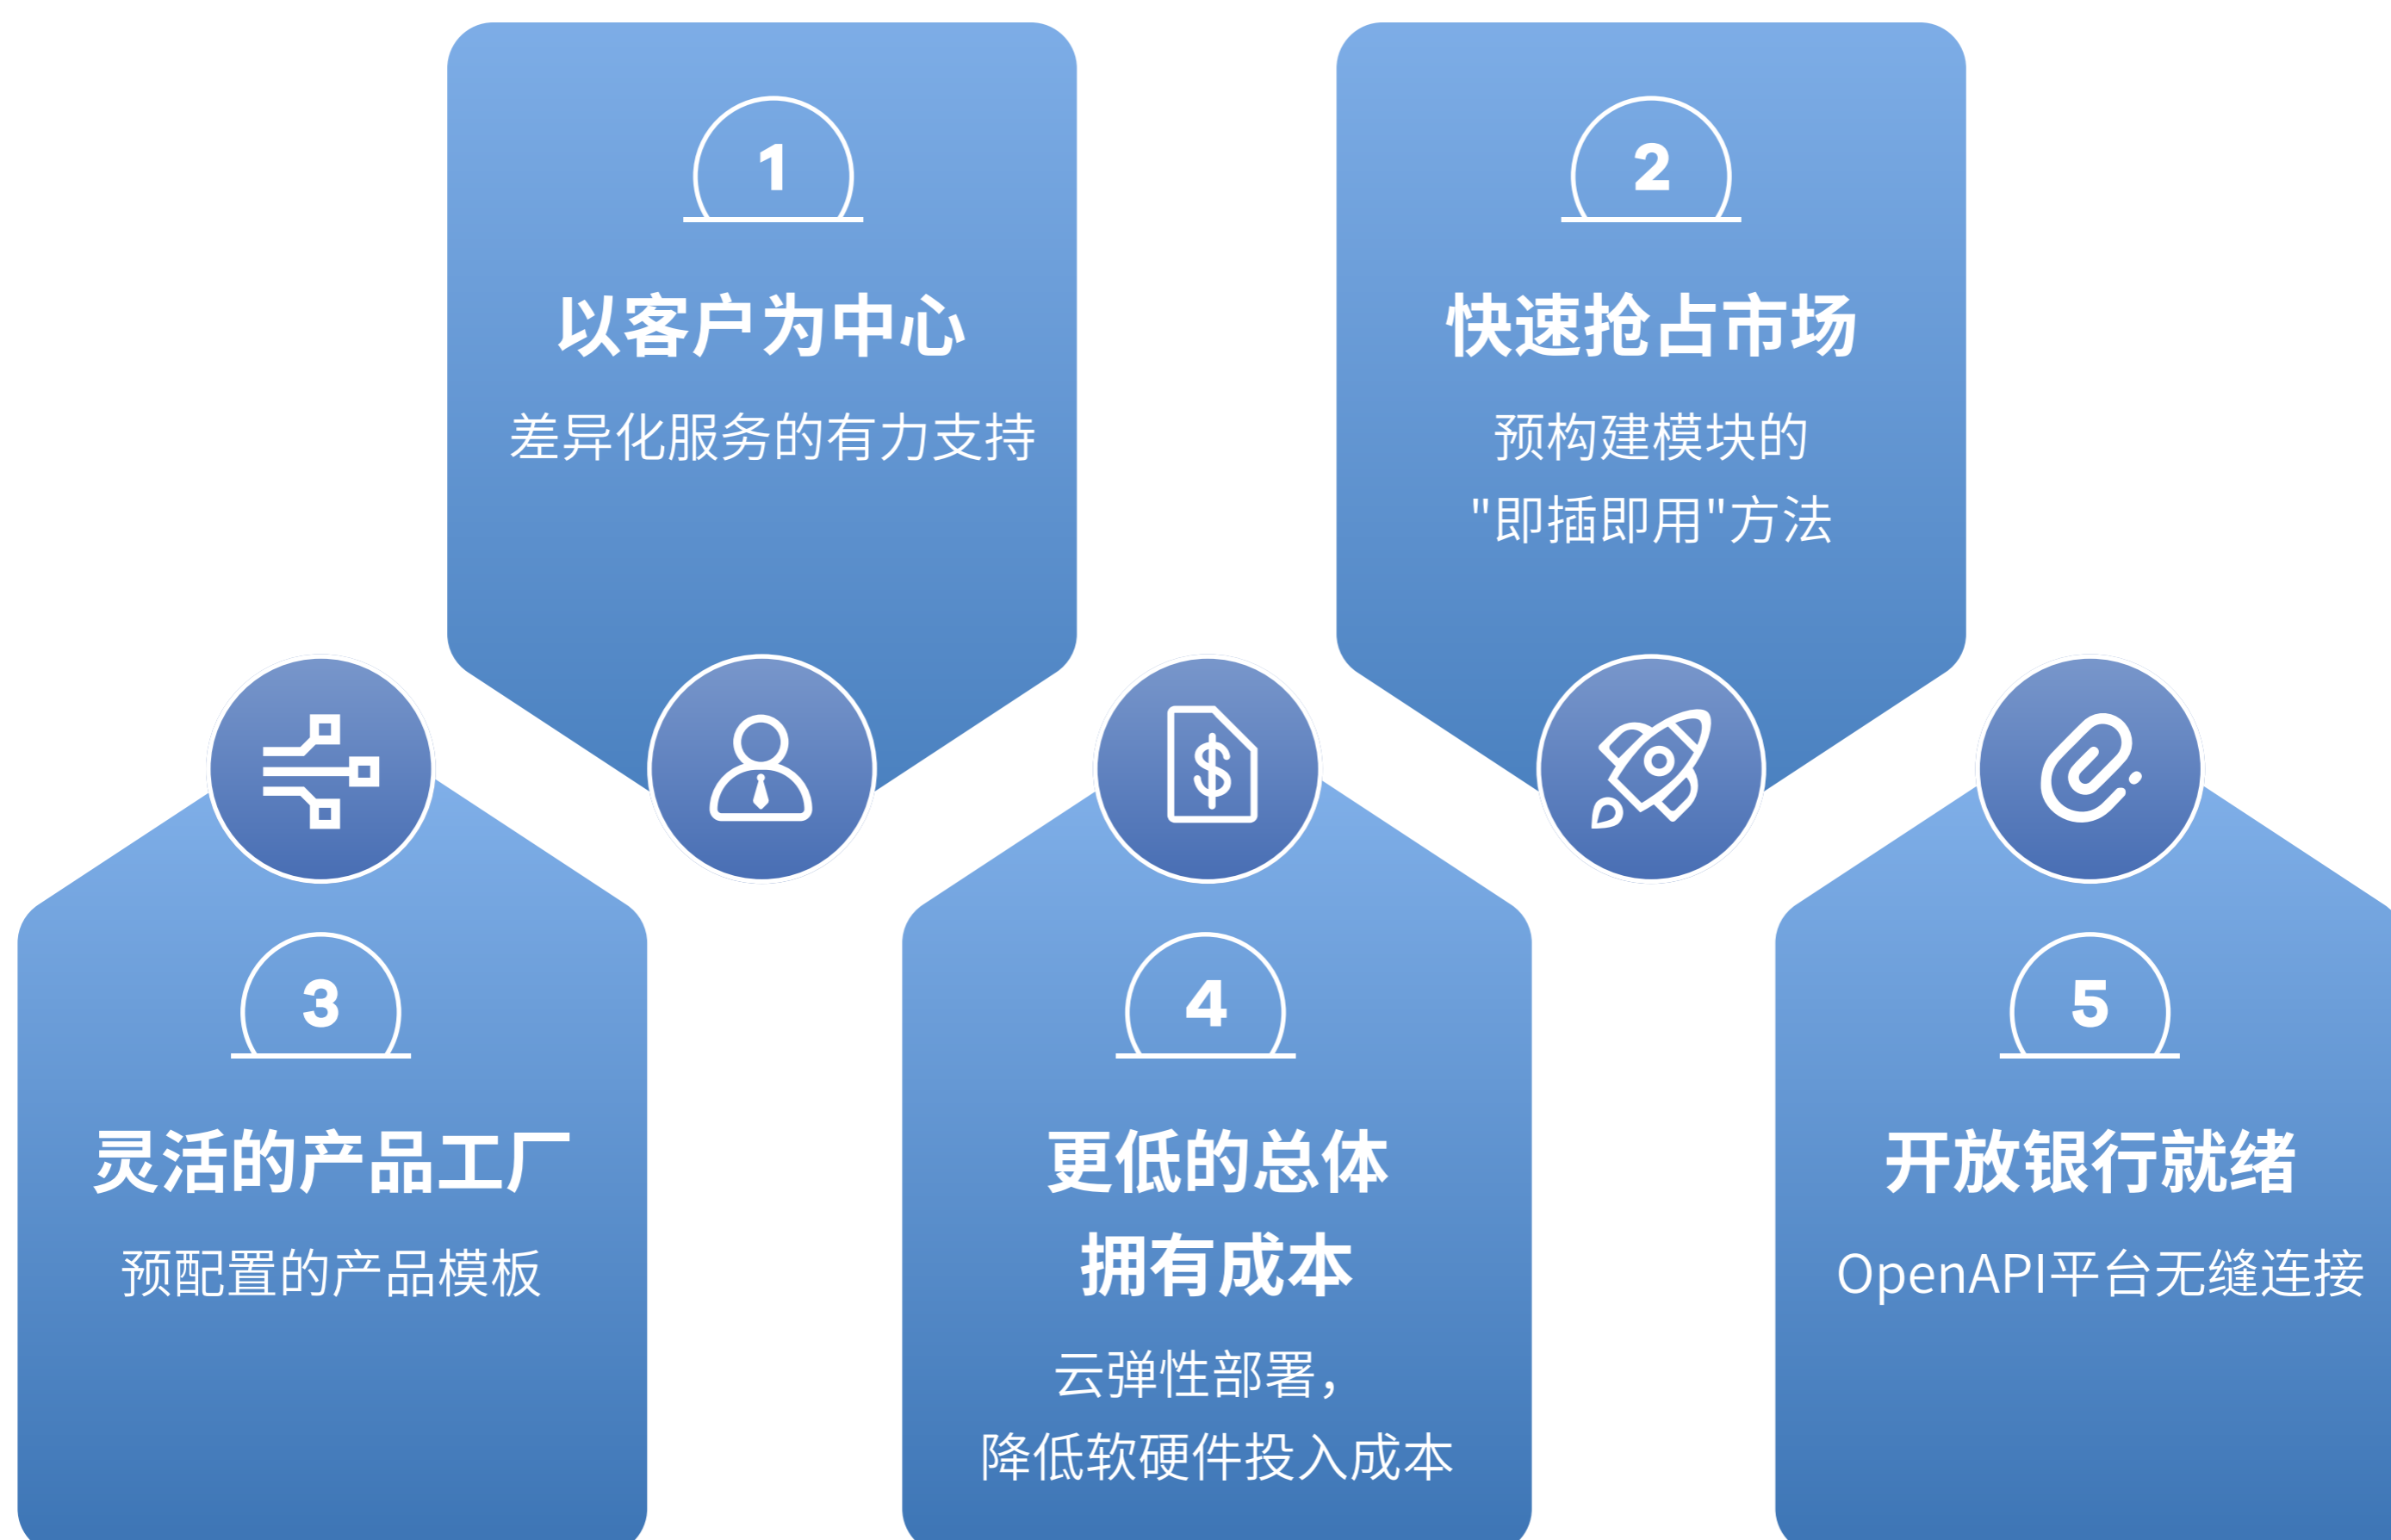 1
以客户为中心
差异化服务的有力支持
2
快速抢占市场
预构建模块的
"即插即用"方法
3
灵活的产品工厂
预配置的产品模板
4
更低的总体
拥有成本
云弹性部署，
降低软硬件投入成本
5
开放银行就绪
OpenAPI平台无缝连接